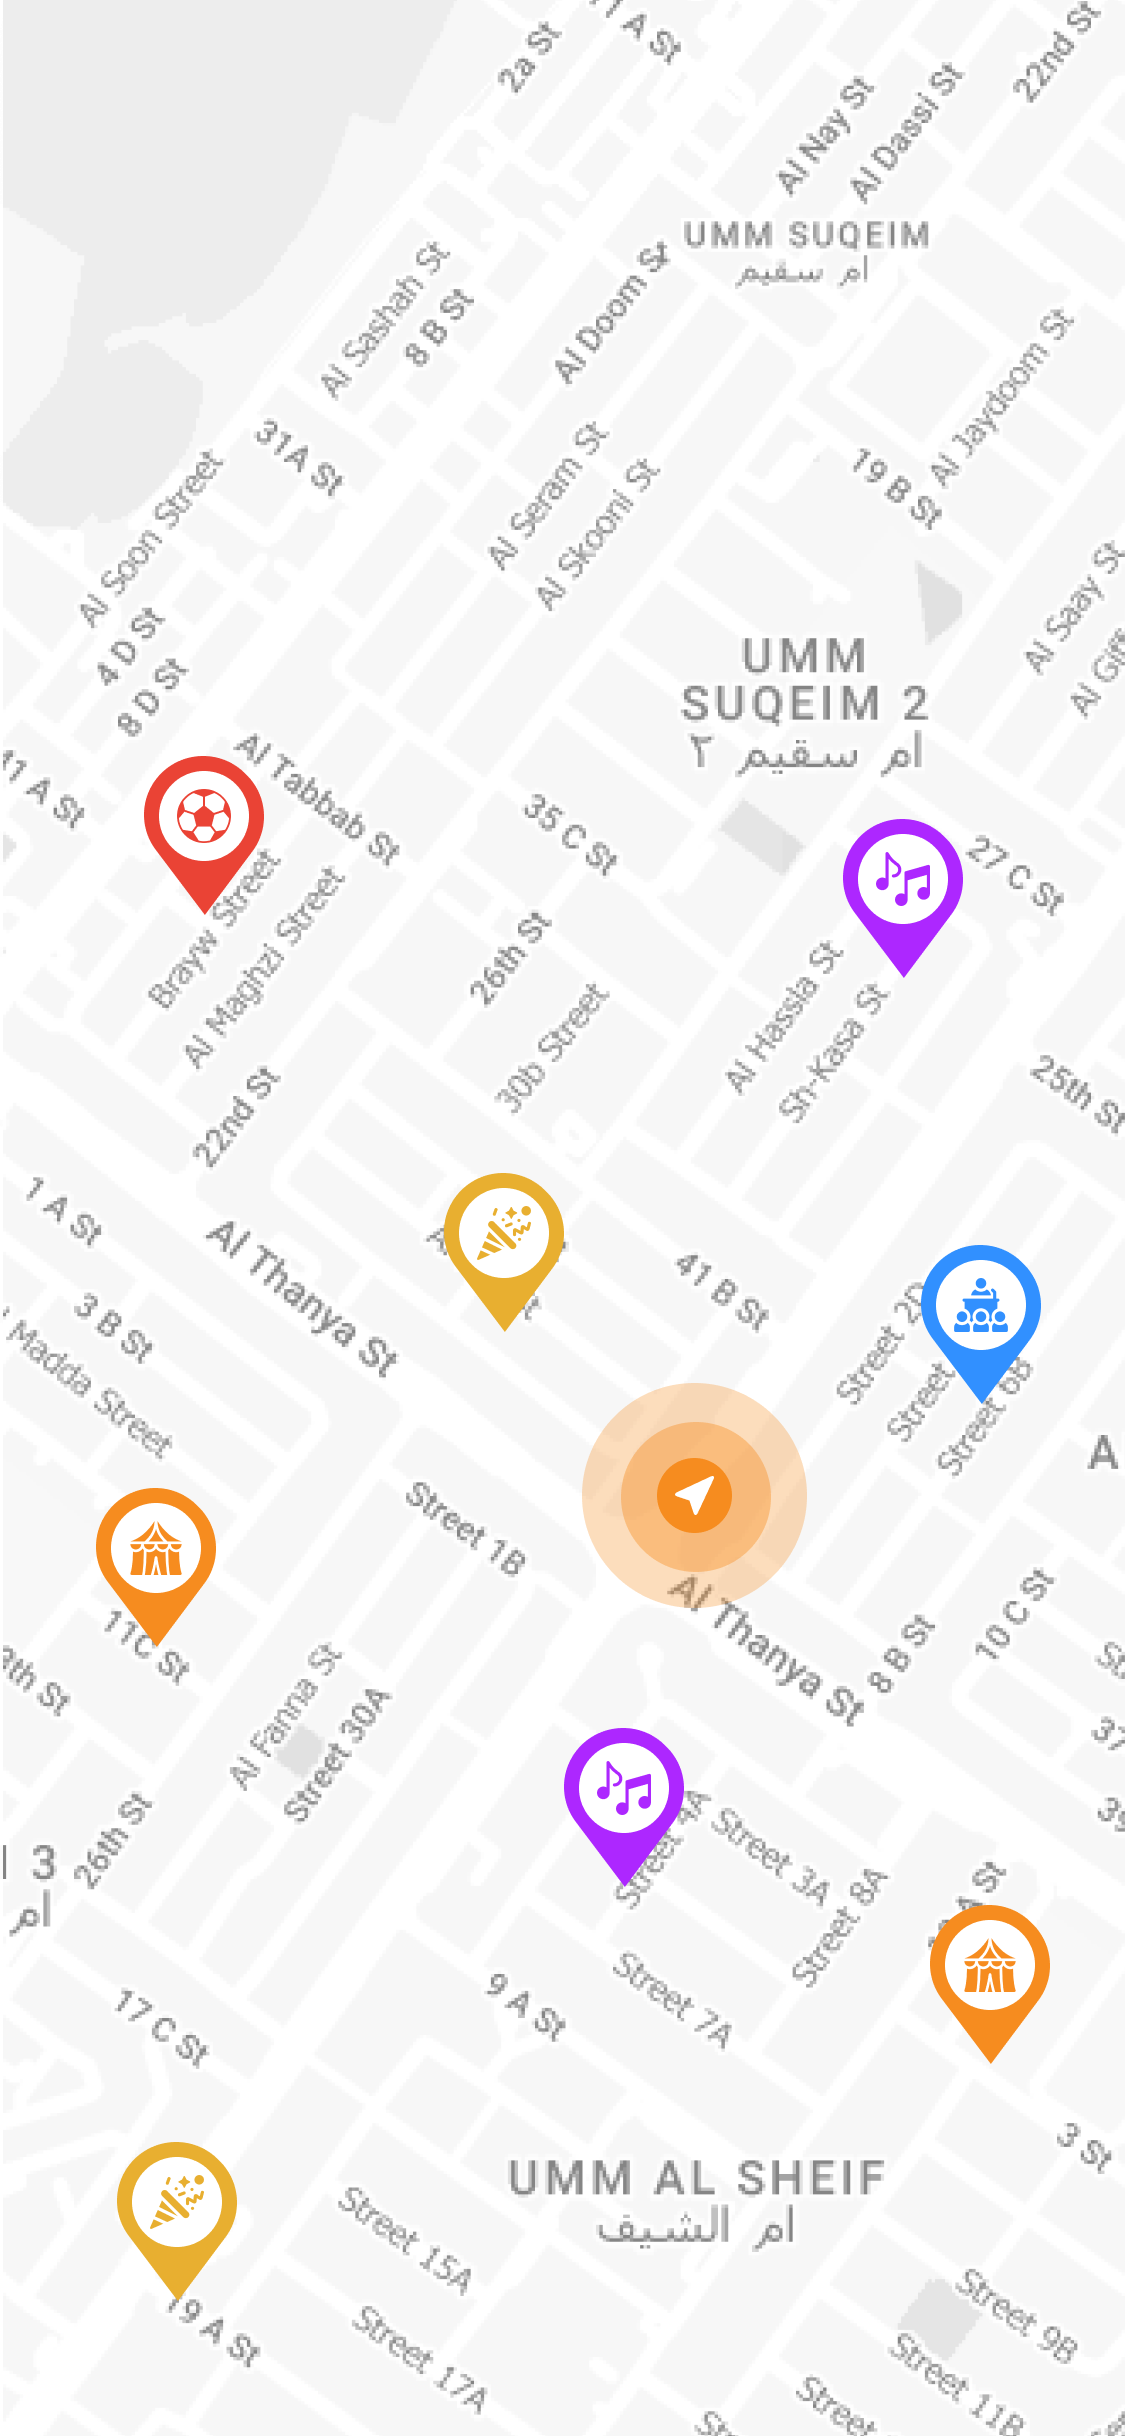 A St
2a St
22nd St
Al Nay St
Al Dassi St
UMM SUQEIM
ام سقيم
Al Sashah St
8 B St
Al Doom St
Al Jaydoom St
31A St
Al Seram St
Al Skooni St
19 B St
Al Soon Street
Al Saay St
4 D St
8 D St
UMM
SUQEIM 2
ام سقيم ٢
Al Tabbab St
41 A St
35 C St
27 C St
Brayw Street
Al Maghzi Street
26th St
30b Street
Al Hassia St
Sh-Kasa St
25th St
22nd St
1 A St
Al Thanya St
41 B St
3 B St
Madda Street
Street 2D
Street
Street 6B
A
Street 1B
Al Thanya St
8 B St
10 C St
11C St
St
Al Fanna St
Street 30A
37
39
26th St
3
ام
Street 4A
Street 3A
Street 8A
A St
17 C St
9 A St
Street 7A
3 St
UMM AL SHEIF
ام الشيف
Street 15A
19 A St
Street 17A
Street 9B
Street 11B
Street